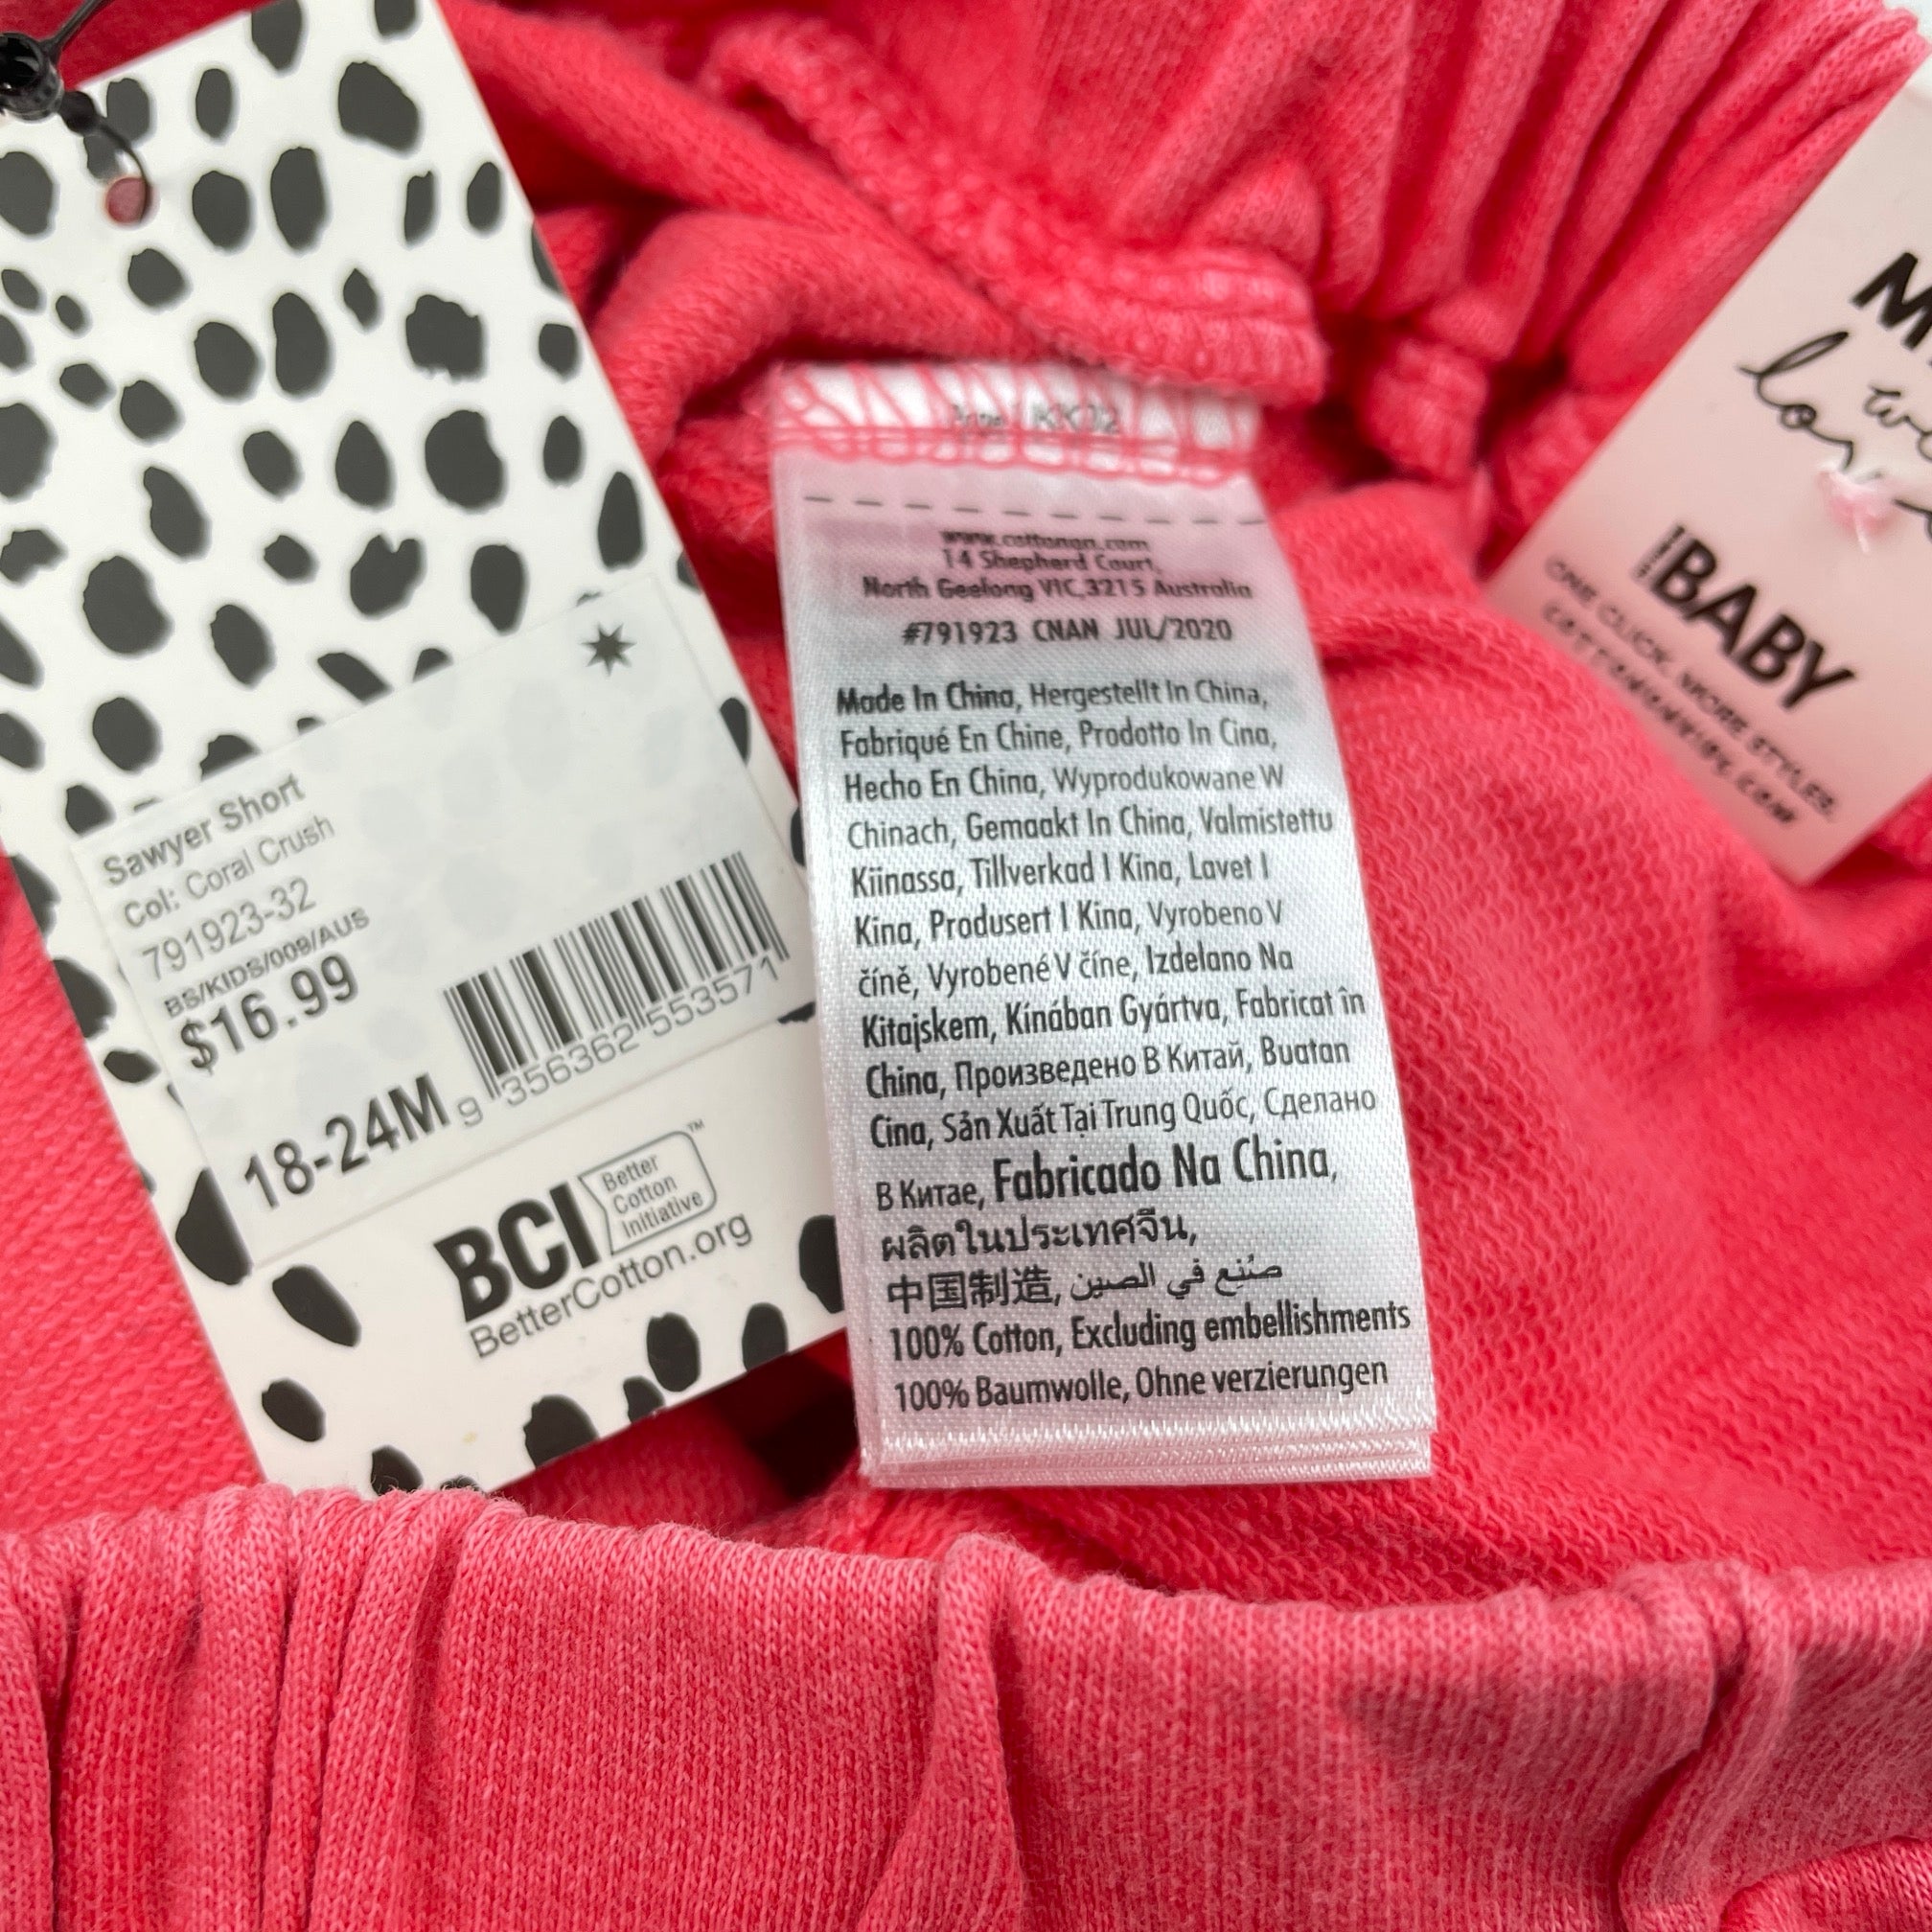 Sawyer Short
Col: Coral Crush
791923-32
BS/KIDS/009/AUS
$16.99
18-24M
9 356362 553571
BCI Better
Cotton
Initiative™
BetterCotton.org
KK02
www.cottonon.com
14 Shepherd Court,
North Geelong VIC,3215 Australia
#791923 CNAN JUL/2020
Made In China, Hergestellt In China,
Fabriqué En Chine, Prodotto In Cina,
Hecho En China, Wyprodukowane W
Chinach, Gemaakt In China, Valmistettu
Kiinassa, Tillverkad I Kina, Lavet I
Kina, Produsert I Kina, Vyrobeno V
číně, Vyrobené V číne, Izdelano Na
Kitajskem, Kínában Gyártva, Fabricat în
China, Произведено В Китай, Buatan
Cina, Sản Xuất Tại Trung Quốc, Сделано
В Китае, Fabricado Na China,
ผลิตในประเทศจีน,
中国制造, صُنِع في الصين
100% Cotton, Excluding embellishments
100% Baumwolle, Ohne verzierungen
BABY
ONE CLICK. MORE STYLES.